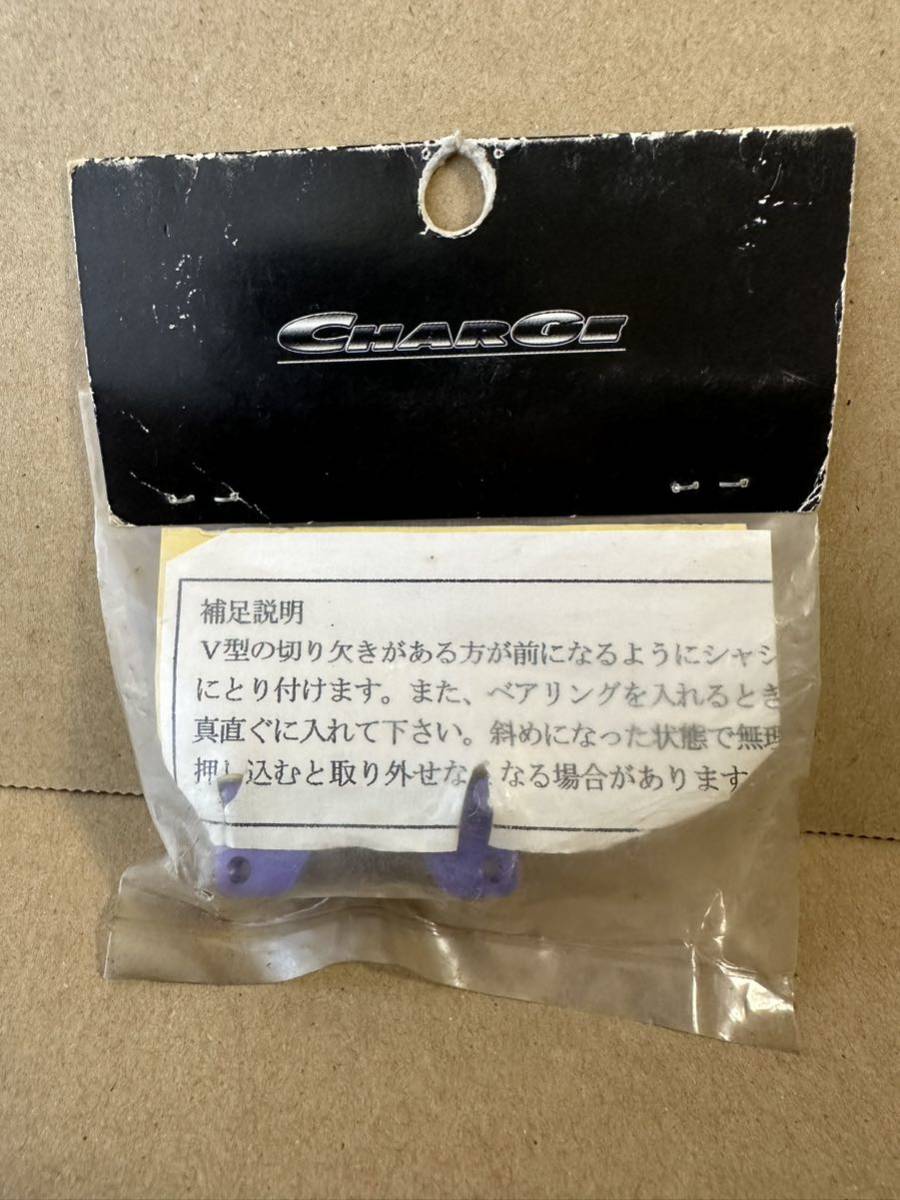 CHARGE
補足説明
V型の切り欠きがある方が前になるようにシャシ
にとり付けます。また、ベアリングを入れるとき
真直ぐに入れて下さい。斜めになった状態で無理
押し込むと取り外せな なる場合があります